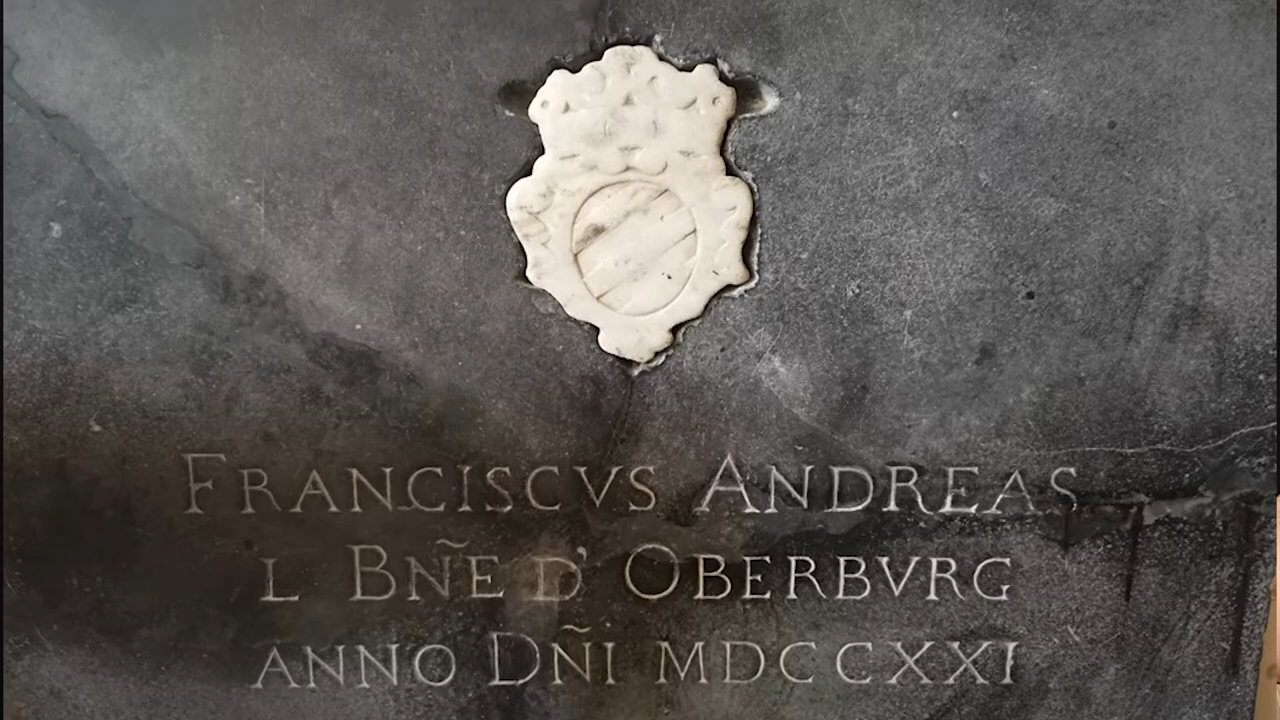 FRANCISCVS ANDREAS
L BÑE D' OBERBVRG
ANNO DÑI MDCCXXI